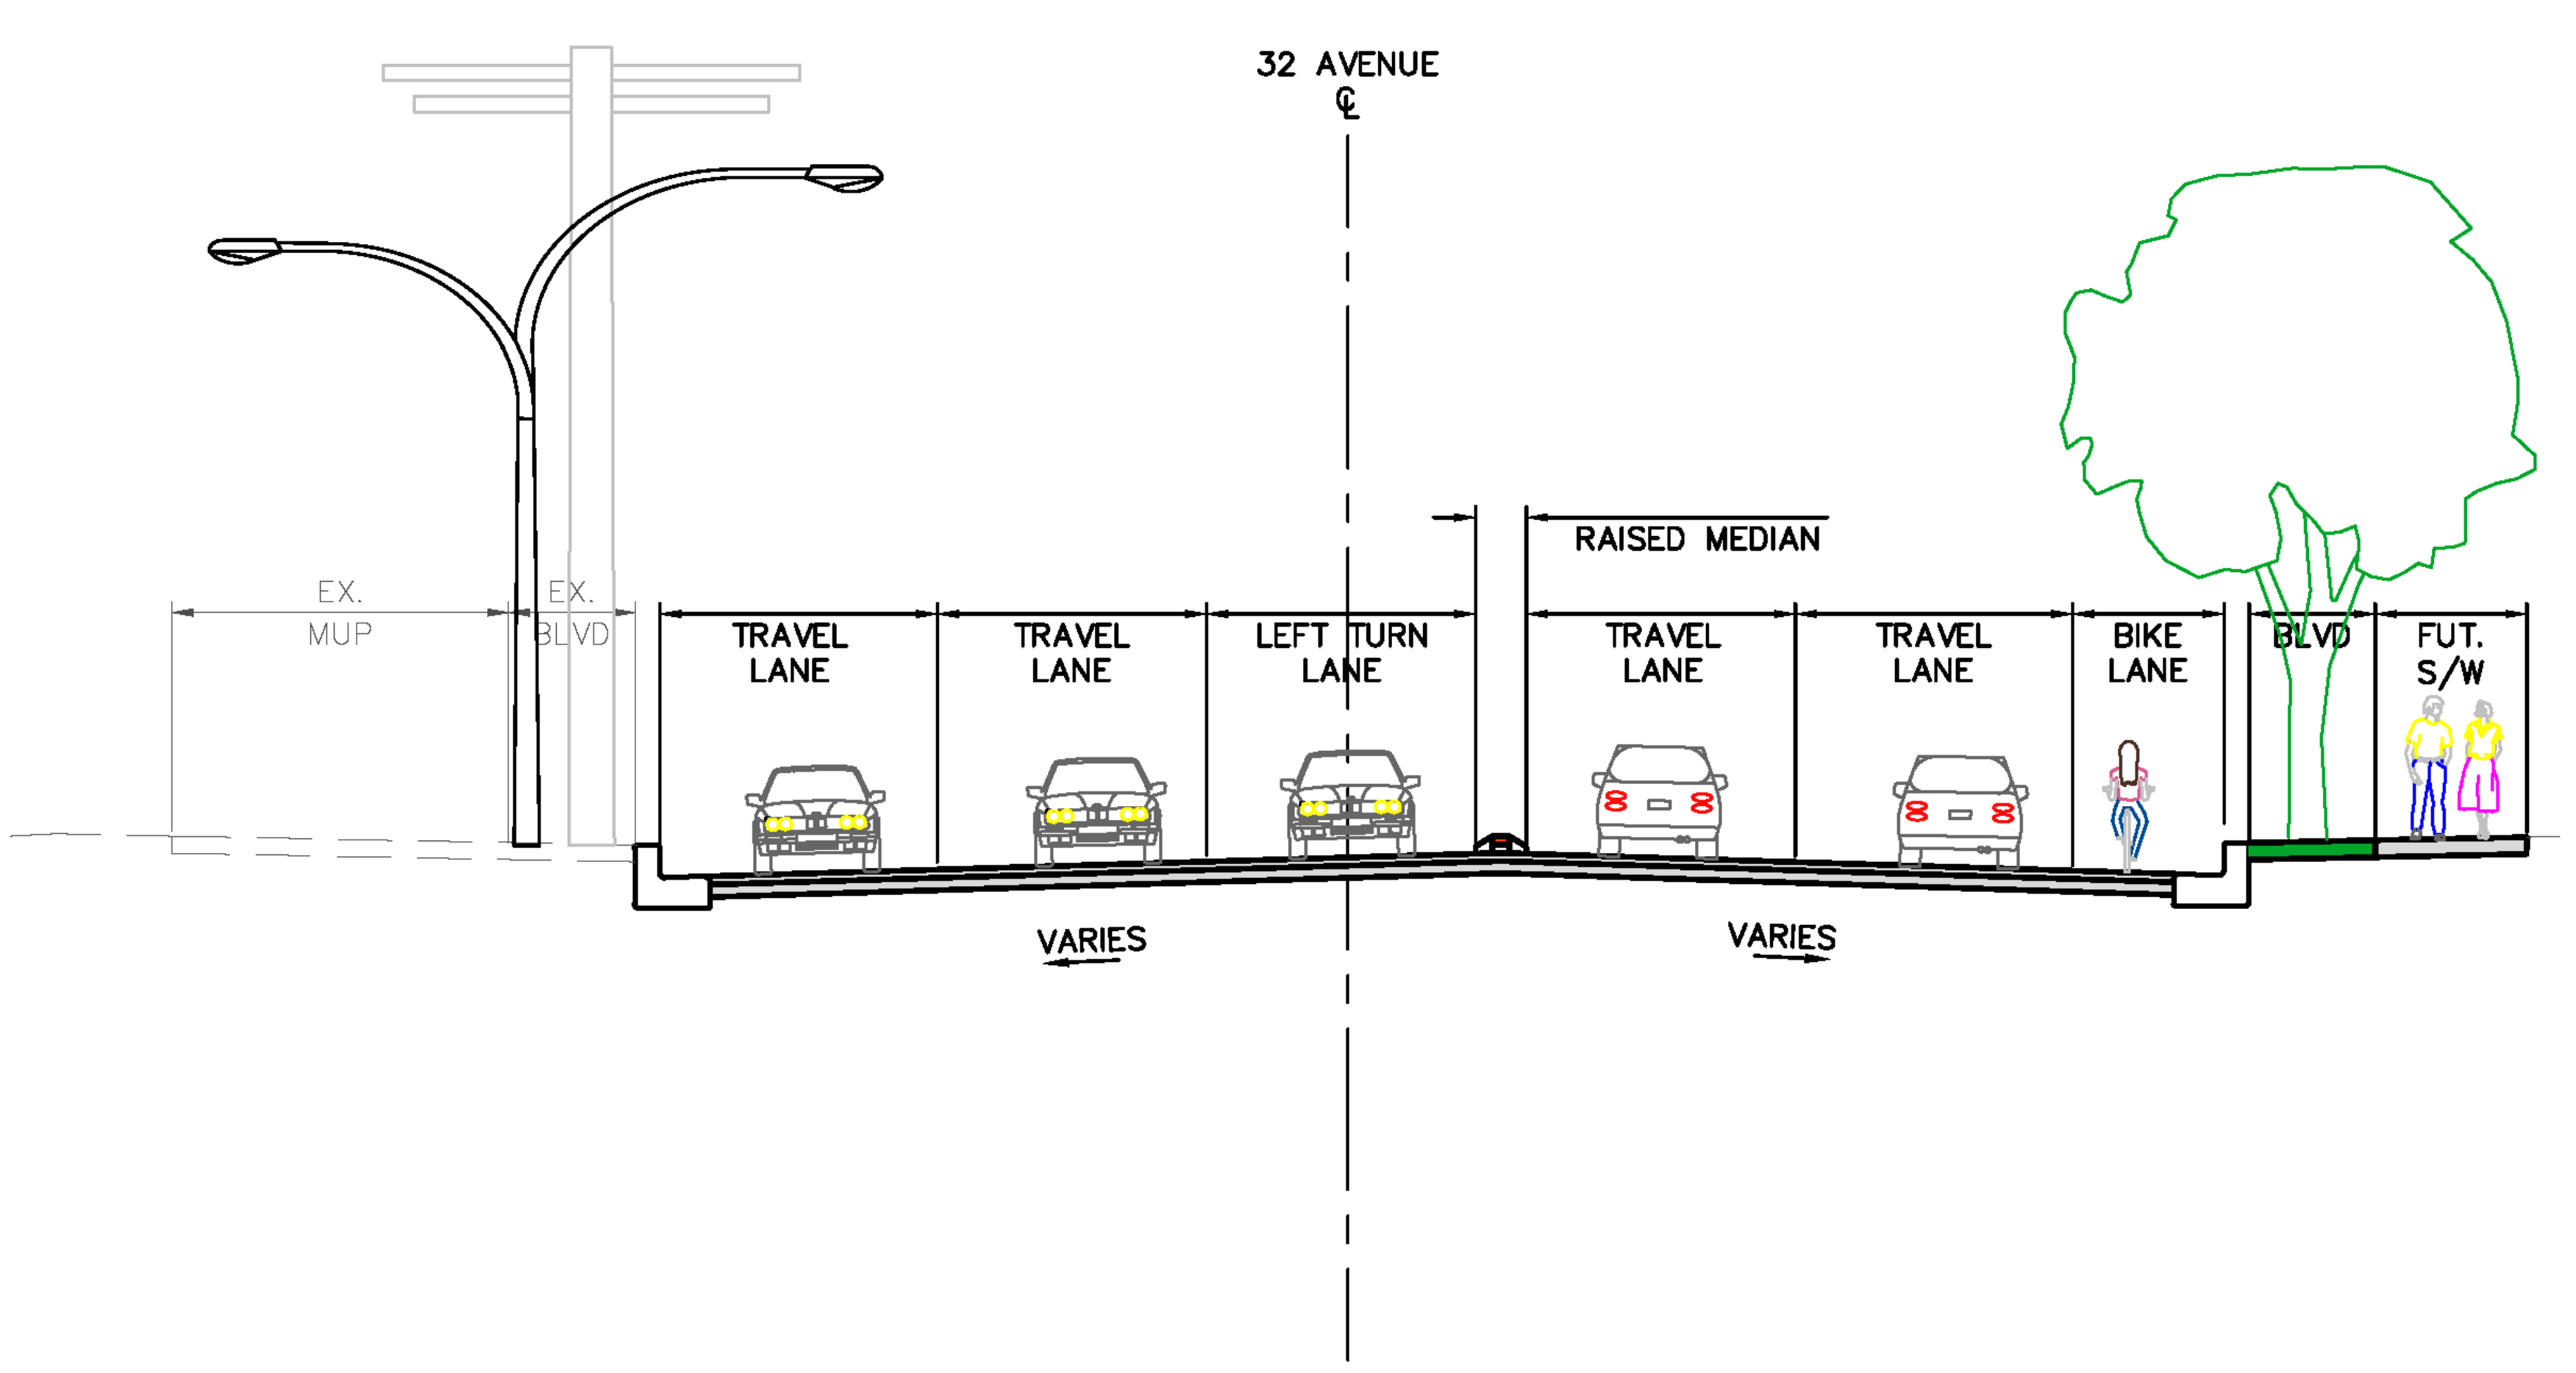 32 AVENUE
℄
RAISED MEDIAN
EX.
MUP
EX.
BLVD
TRAVEL
LANE
TRAVEL
LANE
LEFT TURN
LANE
TRAVEL
LANE
TRAVEL
LANE
BIKE
LANE
BLVD
FUT.
S/W
VARIES
VARIES